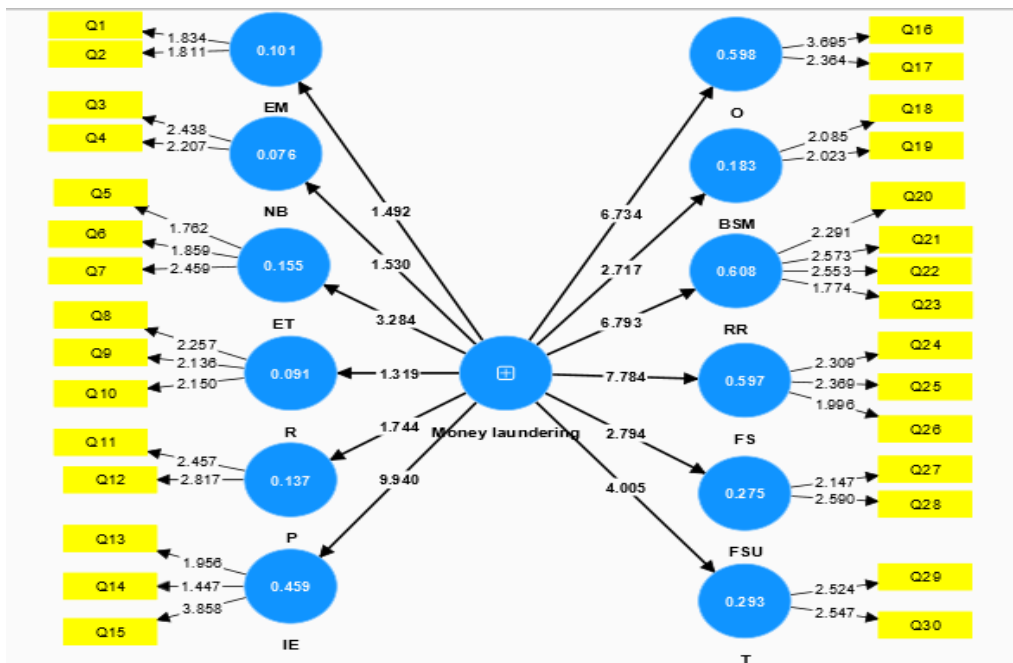 Q1
Q2
1.834
1.811
0.101
EM
Q3
Q4
2.438
2.207
0.076
NB
Q5
Q6
Q7
1.762
1.859
2.459
0.155
ET
Q8
Q9
Q10
2.257
2.136
2.150
0.091
R
Q11
Q12
2.457
2.817
0.137
P
Q13
Q14
Q15
1.956
1.447
3.858
0.459
IE
1.492
1.530
3.284
1.319
1.744
9.940
Money laundering
6.734
2.717
6.793
7.784
2.794
4.005
0.598
O
3.695
2.364
Q16
Q17
0.183
BSM
2.085
2.023
Q18
Q19
0.608
RR
2.291
2.573
2.553
1.774
Q20
Q21
Q22
Q23
0.597
FS
2.309
2.369
1.996
Q24
Q25
Q26
0.275
FSU
2.147
2.590
Q27
Q28
0.293
T
2.524
2.547
Q29
Q30